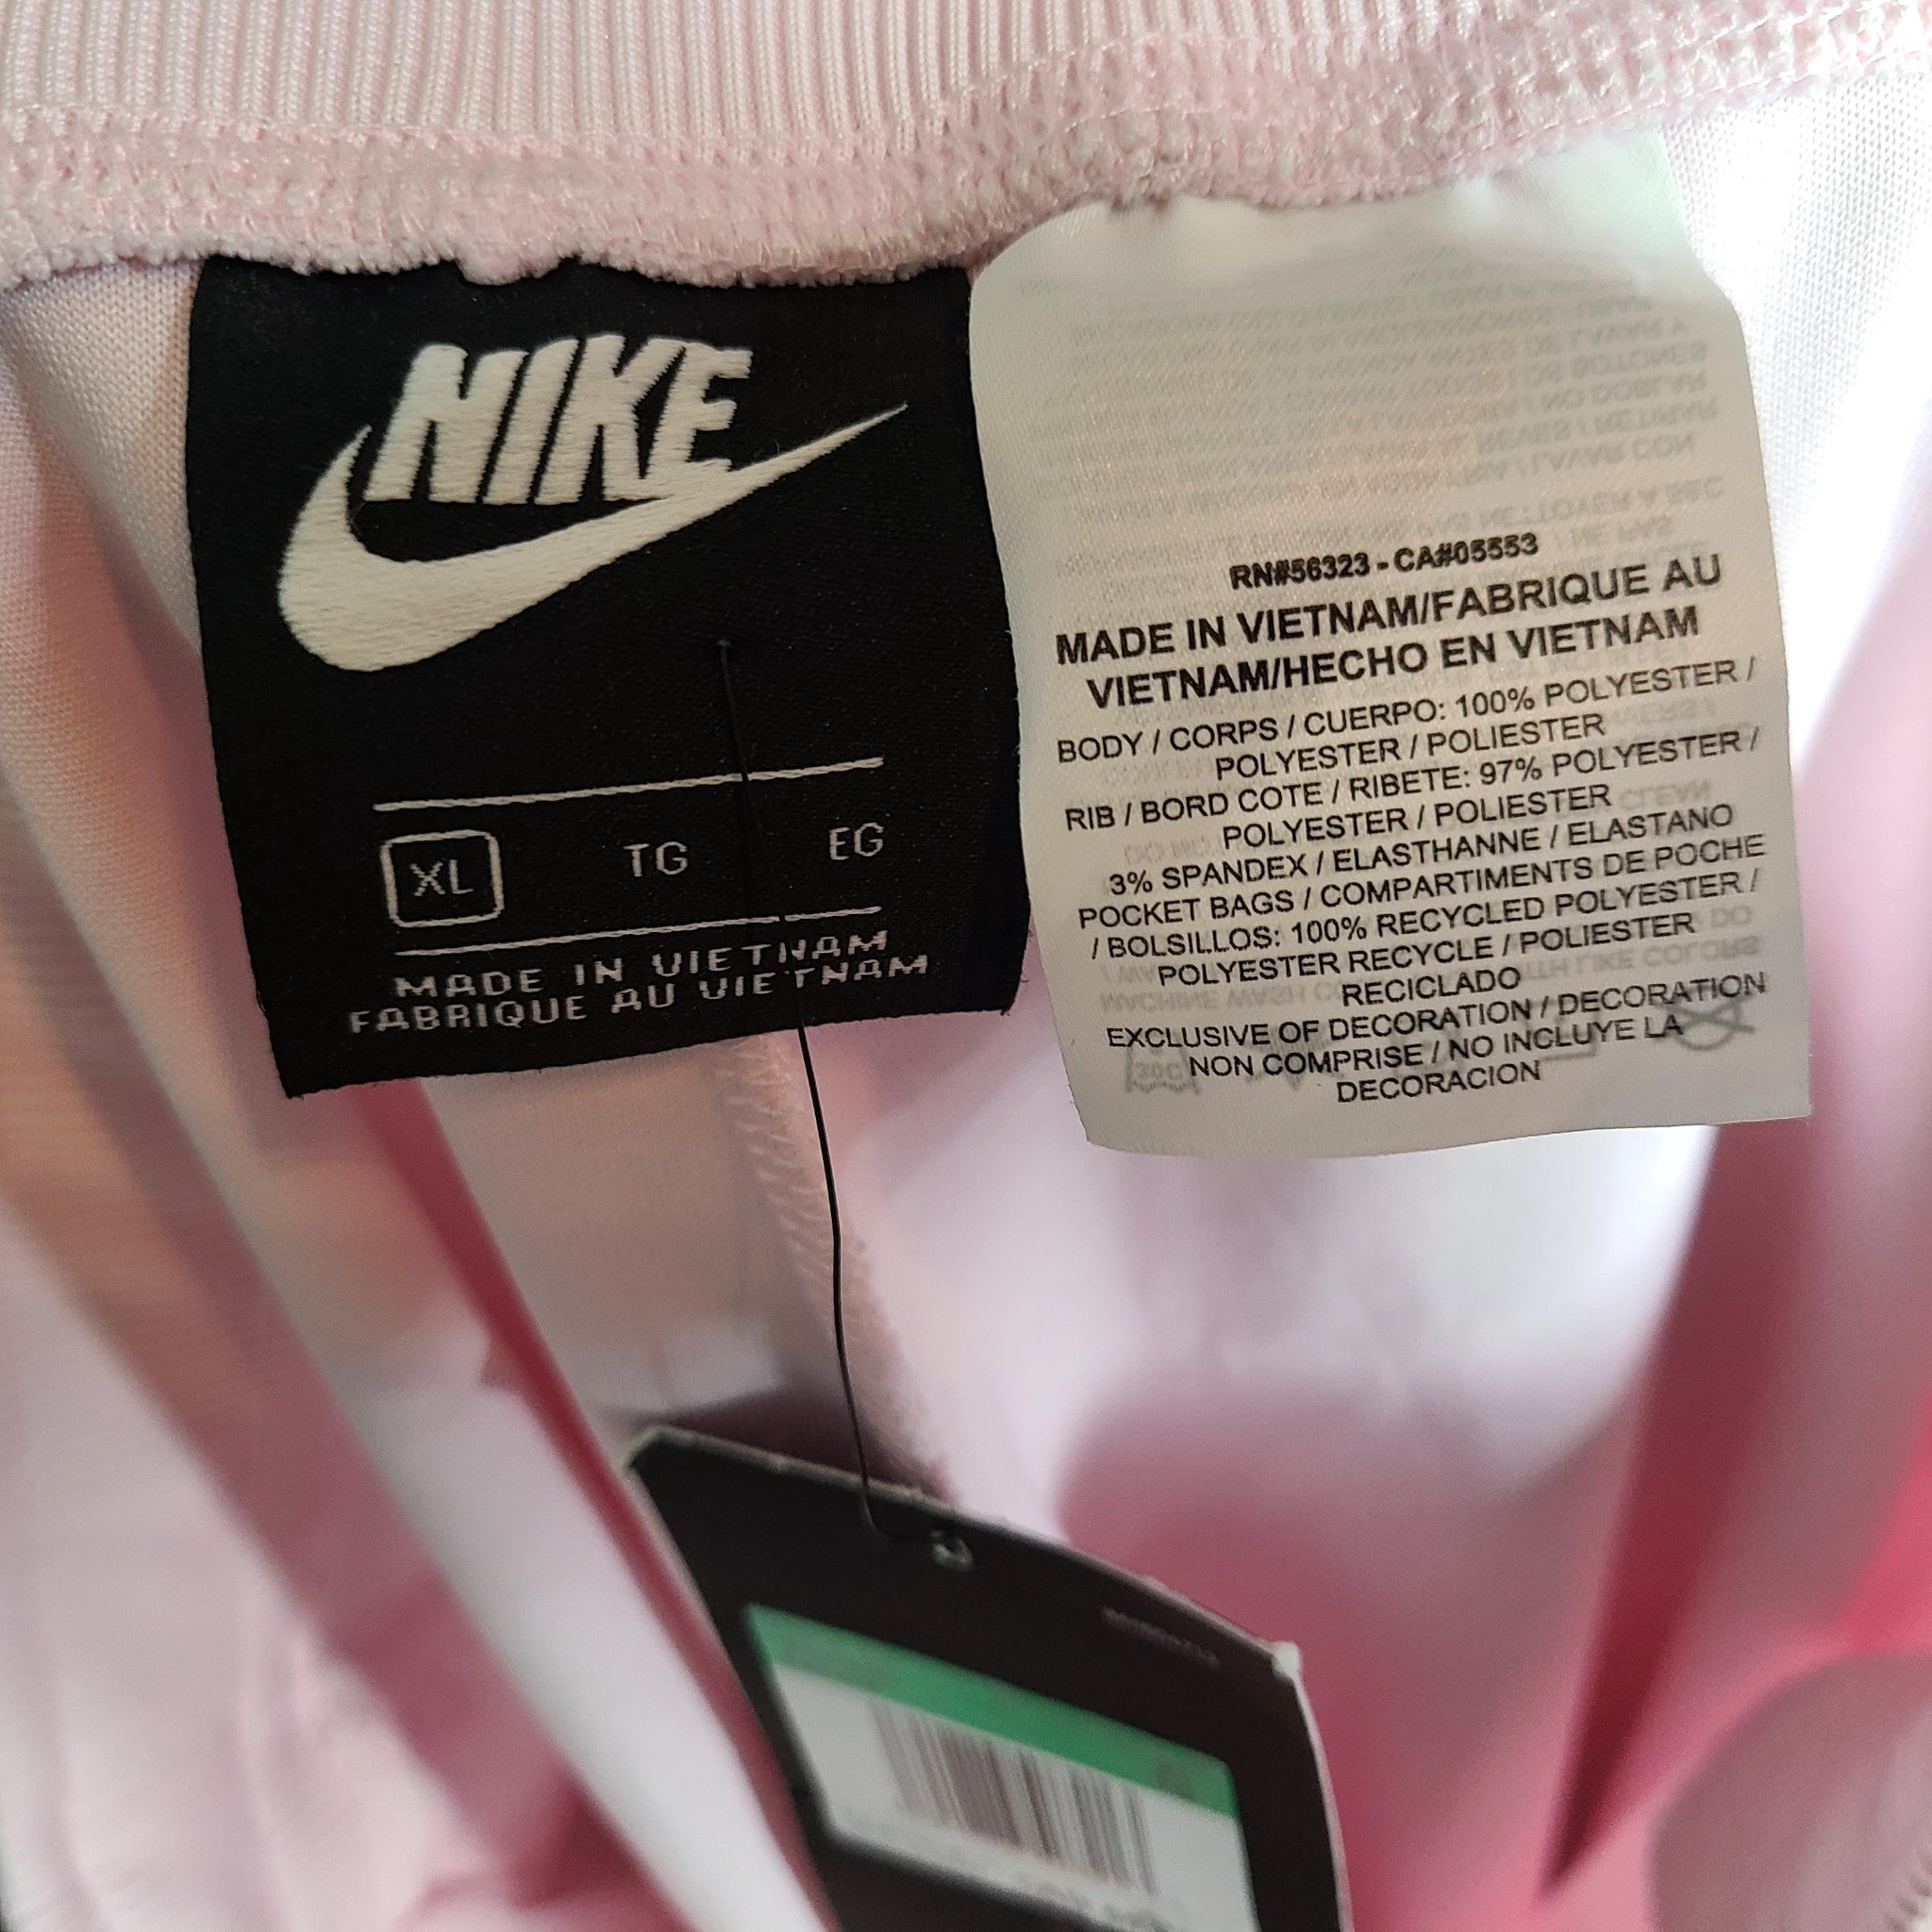 NIKE
XL TG EG
MADE IN VIETNAM
FABRIQUE AU VIETNAM
RN#56323 - CA#05553
MADE IN VIETNAM/FABRIQUE AU
VIETNAM/HECHO EN VIETNAM
BODY / CORPS / CUERPO: 100% POLYESTER /
POLYESTER / POLIESTER
RIB / BORD COTE / RIBETE: 97% POLYESTER /
POLYESTER / POLIESTER
3% SPANDEX / ELASTHANNE / ELASTANO
POCKET BAGS / COMPARTIMENTS DE POCHE
/ BOLSILLOS: 100% RECYCLED POLYESTER /
POLYESTER RECYCLE / POLIESTER
RECICLADO
EXCLUSIVE OF DECORATION / DECORATION
NON COMPRISE / NO INCLUYE LA
DECORACION